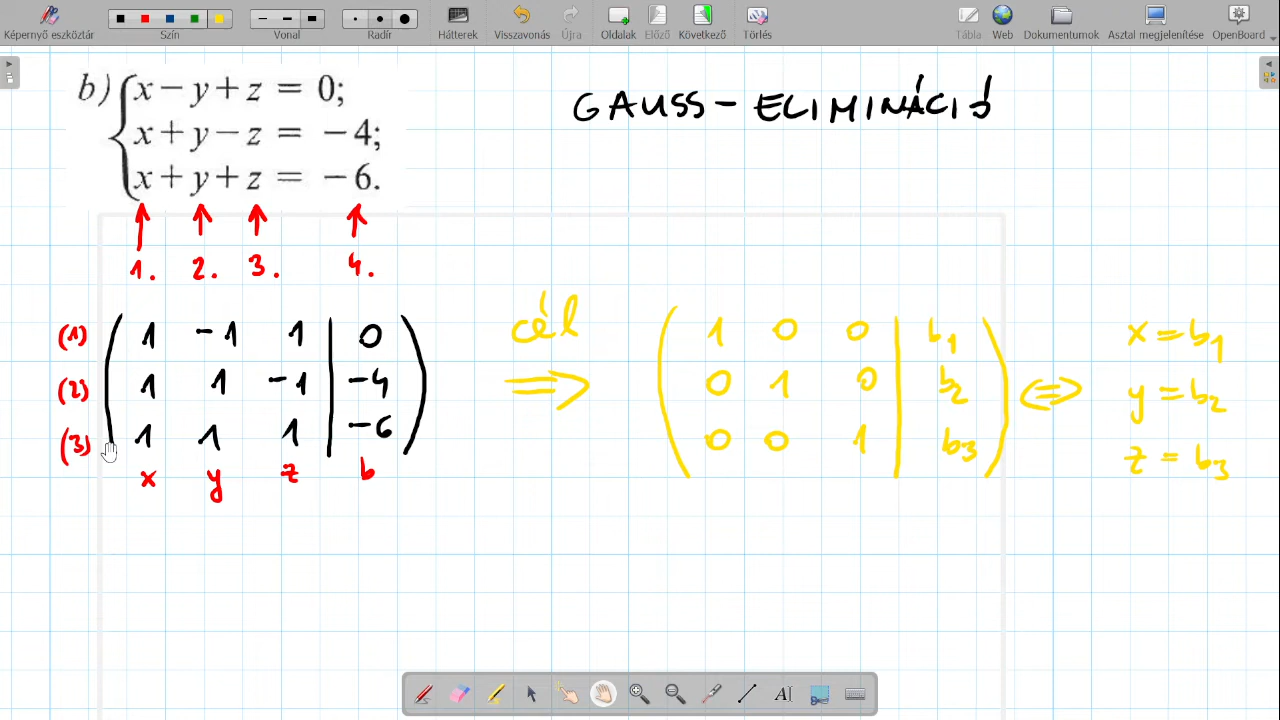 Képernyő eszköztár Szín Vonal Radír Hátterek Visszavonás Újra Oldalak Előző Következő Törlés Tábla Web Dokumentumok Asztal megjelenítése OpenBoard
b) x − y + z = 0;
x + y − z = −4;
x + y + z = −6.
GAUSS - ELIMINÁCIÓ
1. 2. 3. 4.
(1) 1 -1 1 | 0
(2) 1 1 -1 | -4
(3) 1 1 1 | -6
x y z b
cél
⇒
1 0 0 | b₁
0 1 0 | b₂
0 0 1 | b₃
⇔
x = b₁
y = b₂
z = b₃
AI